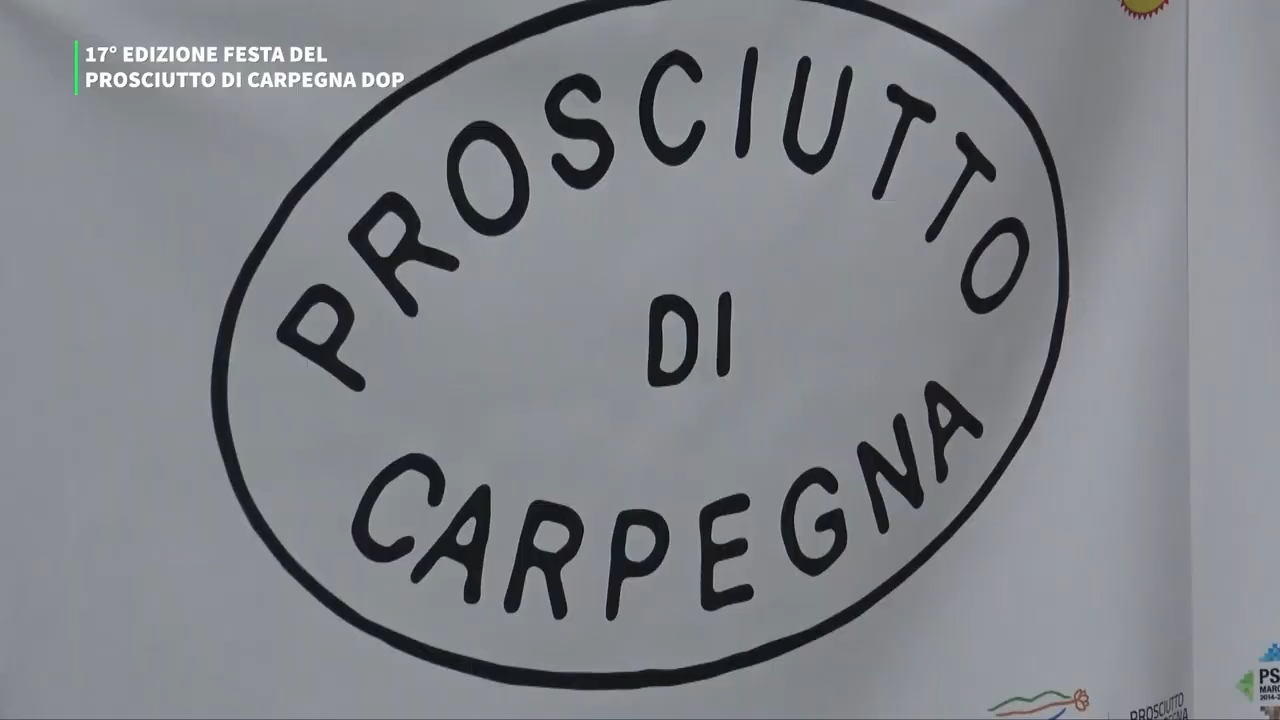 17° EDIZIONE FESTA DEL
PROSCIUTTO DI CARPEGNA DOP
PROSCIUTTO
DI
CARPEGNA
PROSCIUTTO